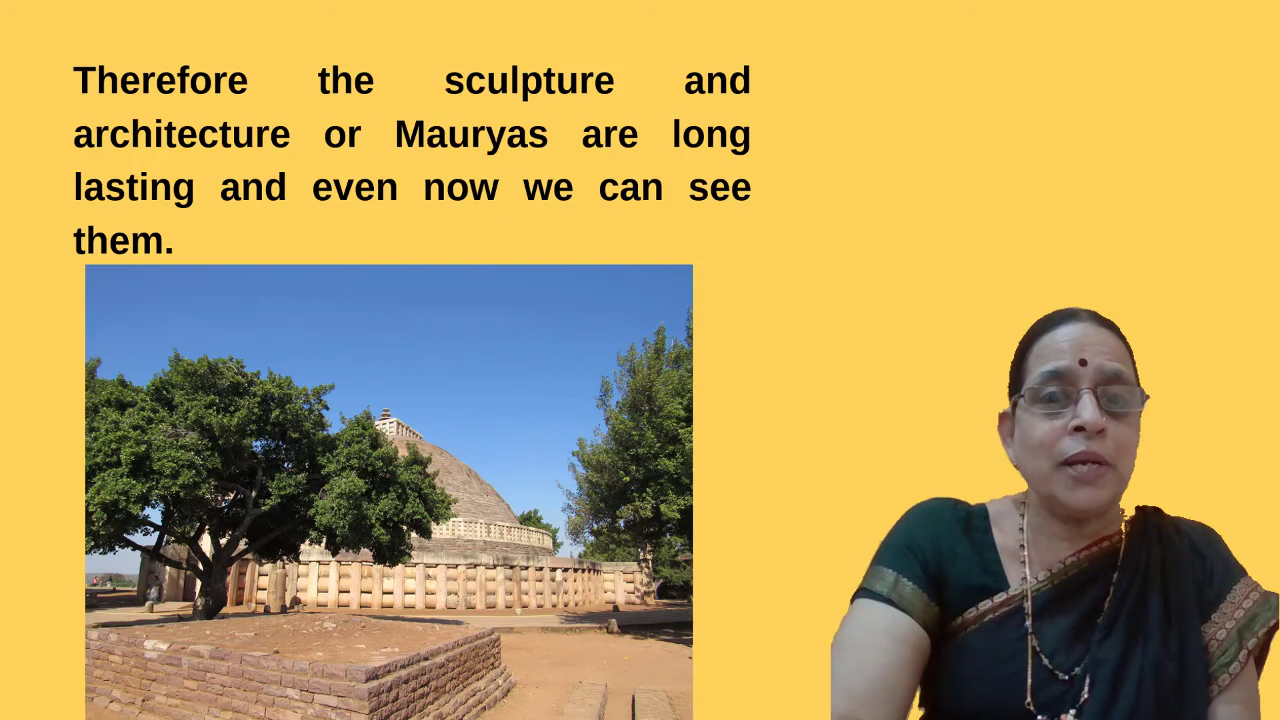 Therefore the sculpture and
architecture or Mauryas are long
lasting and even now we can see
them.